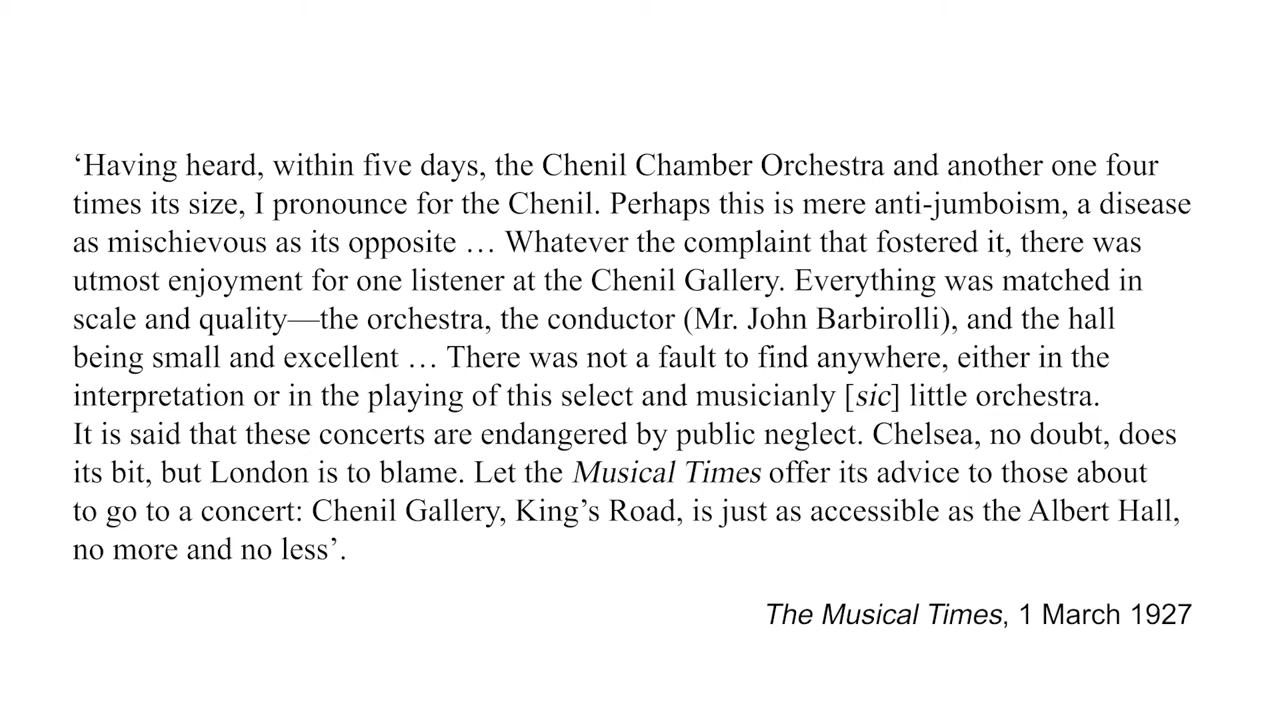 ‘Having heard, within five days, the Chenil Chamber Orchestra and another one four
times its size, I pronounce for the Chenil. Perhaps this is mere anti-jumboism, a disease
as mischievous as its opposite … Whatever the complaint that fostered it, there was
utmost enjoyment for one listener at the Chenil Gallery. Everything was matched in
scale and quality—the orchestra, the conductor (Mr. John Barbirolli), and the hall
being small and excellent … There was not a fault to find anywhere, either in the
interpretation or in the playing of this select and musicianly [sic] little orchestra.
It is said that these concerts are endangered by public neglect. Chelsea, no doubt, does
its bit, but London is to blame. Let the Musical Times offer its advice to those about
to go to a concert: Chenil Gallery, King’s Road, is just as accessible as the Albert Hall,
no more and no less’.
The Musical Times, 1 March 1927